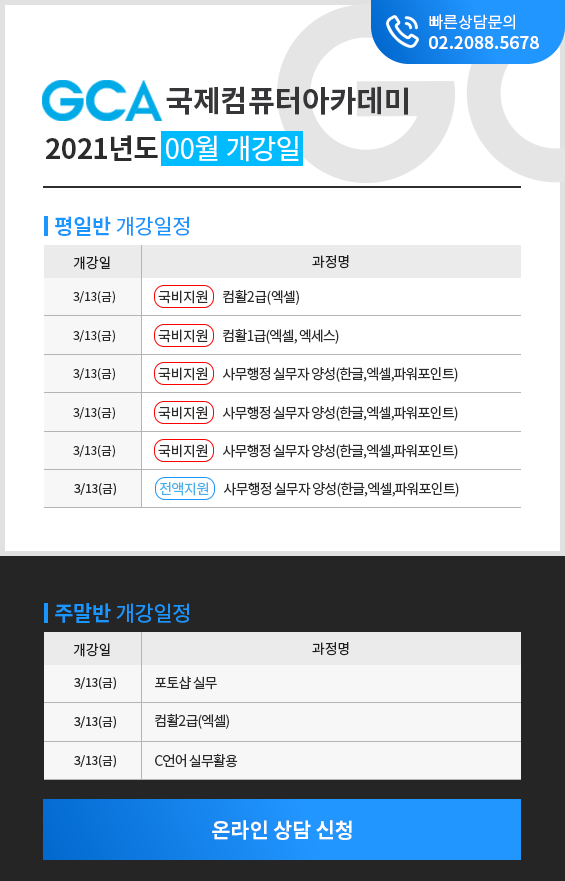 빠른상담문의
02.2088.5678
GCA 국제컴퓨터아카데미
2021년도 00월 개강일
평일반 개강일정
개강일 과정명
3/13(금) 국비지원 컴활2급(엑셀)
3/13(금) 국비지원 컴활1급(엑셀, 엑세스)
3/13(금) 국비지원 사무행정 실무자 양성(한글,엑셀,파워포인트)
3/13(금) 국비지원 사무행정 실무자 양성(한글,엑셀,파워포인트)
3/13(금) 국비지원 사무행정 실무자 양성(한글,엑셀,파워포인트)
3/13(금) 전액지원 사무행정 실무자 양성(한글,엑셀,파워포인트)
주말반 개강일정
개강일 과정명
3/13(금) 포토샵 실무
3/13(금) 컴활2급(엑셀)
3/13(금) C언어 실무활용
온라인 상담 신청